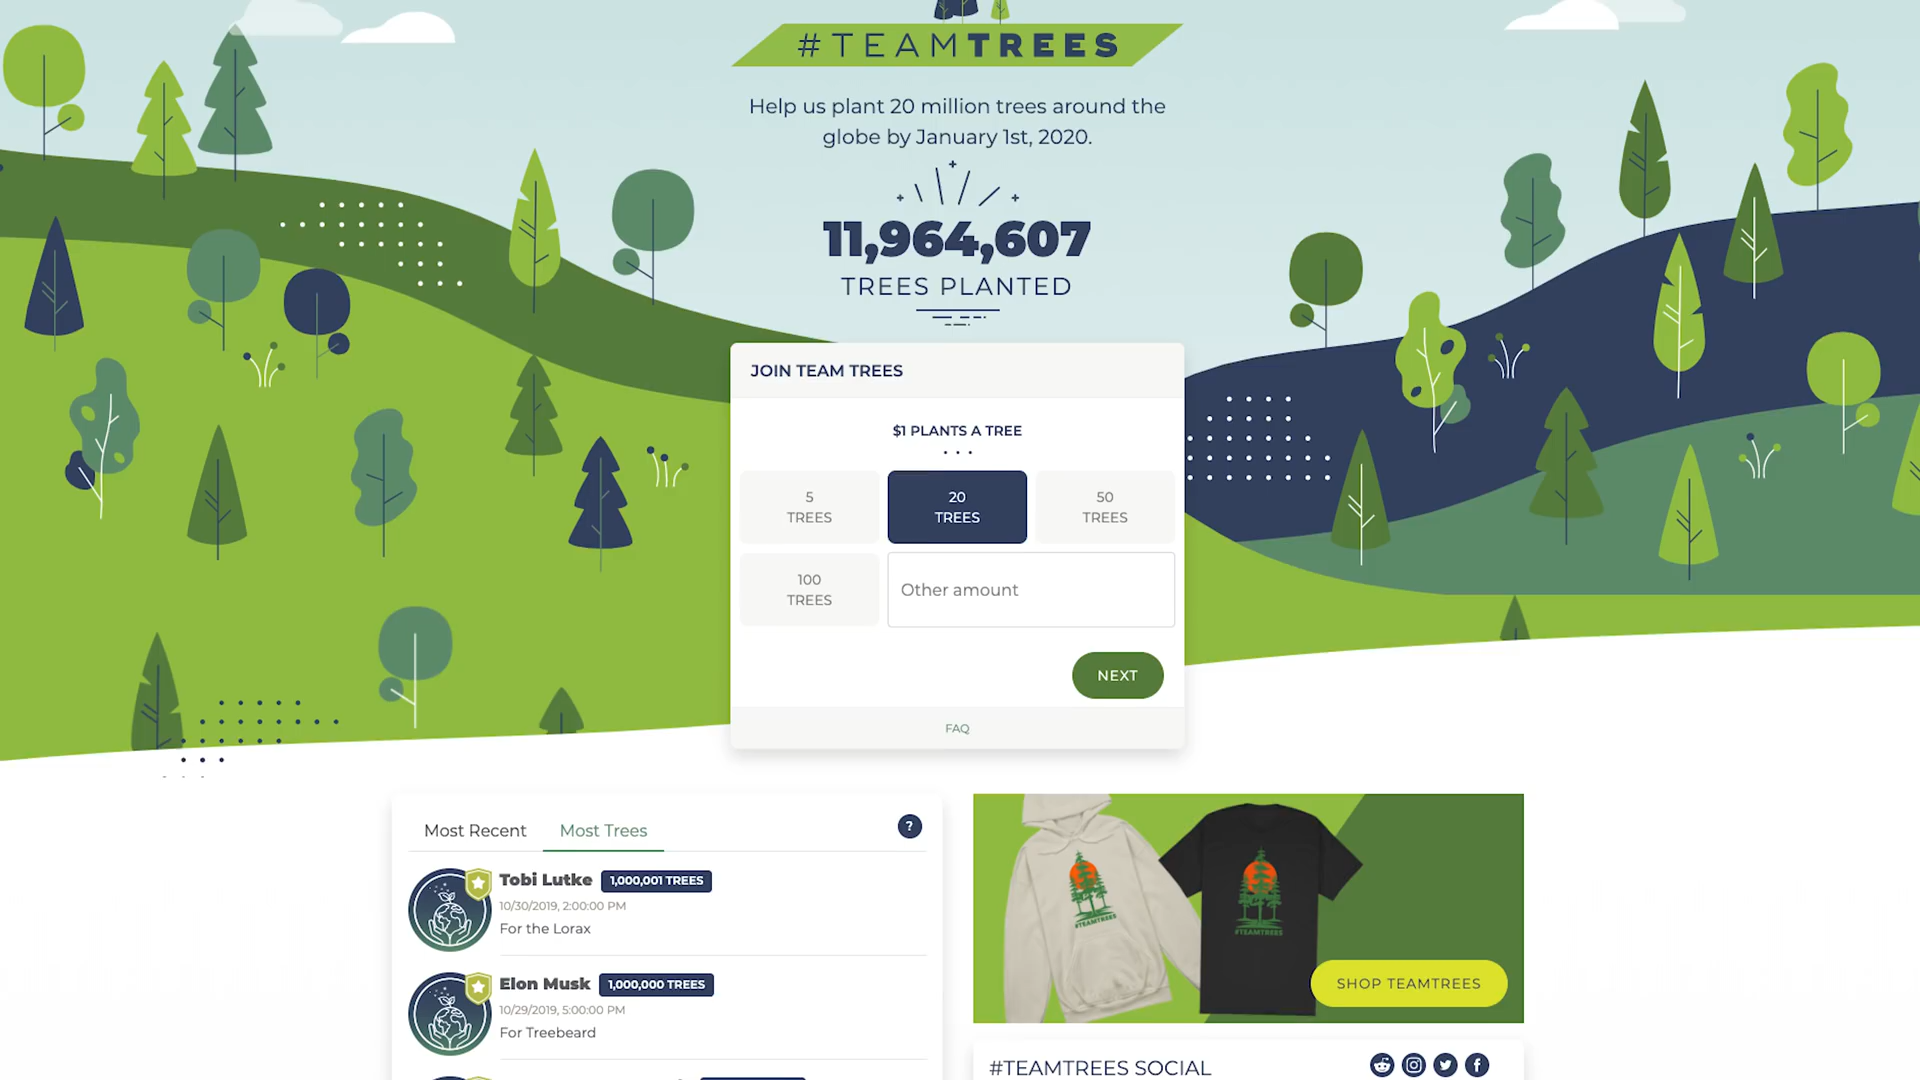 #TEAMTREES
Help us plant 20 million trees around the
globe by January 1st, 2020.
11,964,607
TREES PLANTED
JOIN TEAM TREES
$1 PLANTS A TREE
5
TREES
20
TREES
50
TREES
100
TREES
Other amount
NEXT
FAQ
Most Recent
Most Trees
?
Tobi Lutke
1,000,001 TREES
10/30/2019, 2:00:00 PM
For the Lorax
Elon Musk
1,000,000 TREES
10/29/2019, 5:00:00 PM
For Treebeard
#TEAMTREES
#TEAMTREES
SHOP TEAMTREES
#TEAMTREES SOCIAL